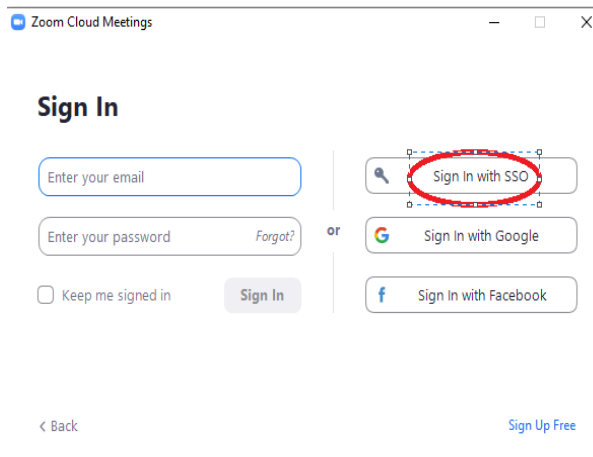 Zoom Cloud Meetings
Sign In
Enter your email
Enter your password
Forgot?
Keep me signed in
Sign In
or
Sign In with SSO
Sign In with Google
Sign In with Facebook
Back
Sign Up Free